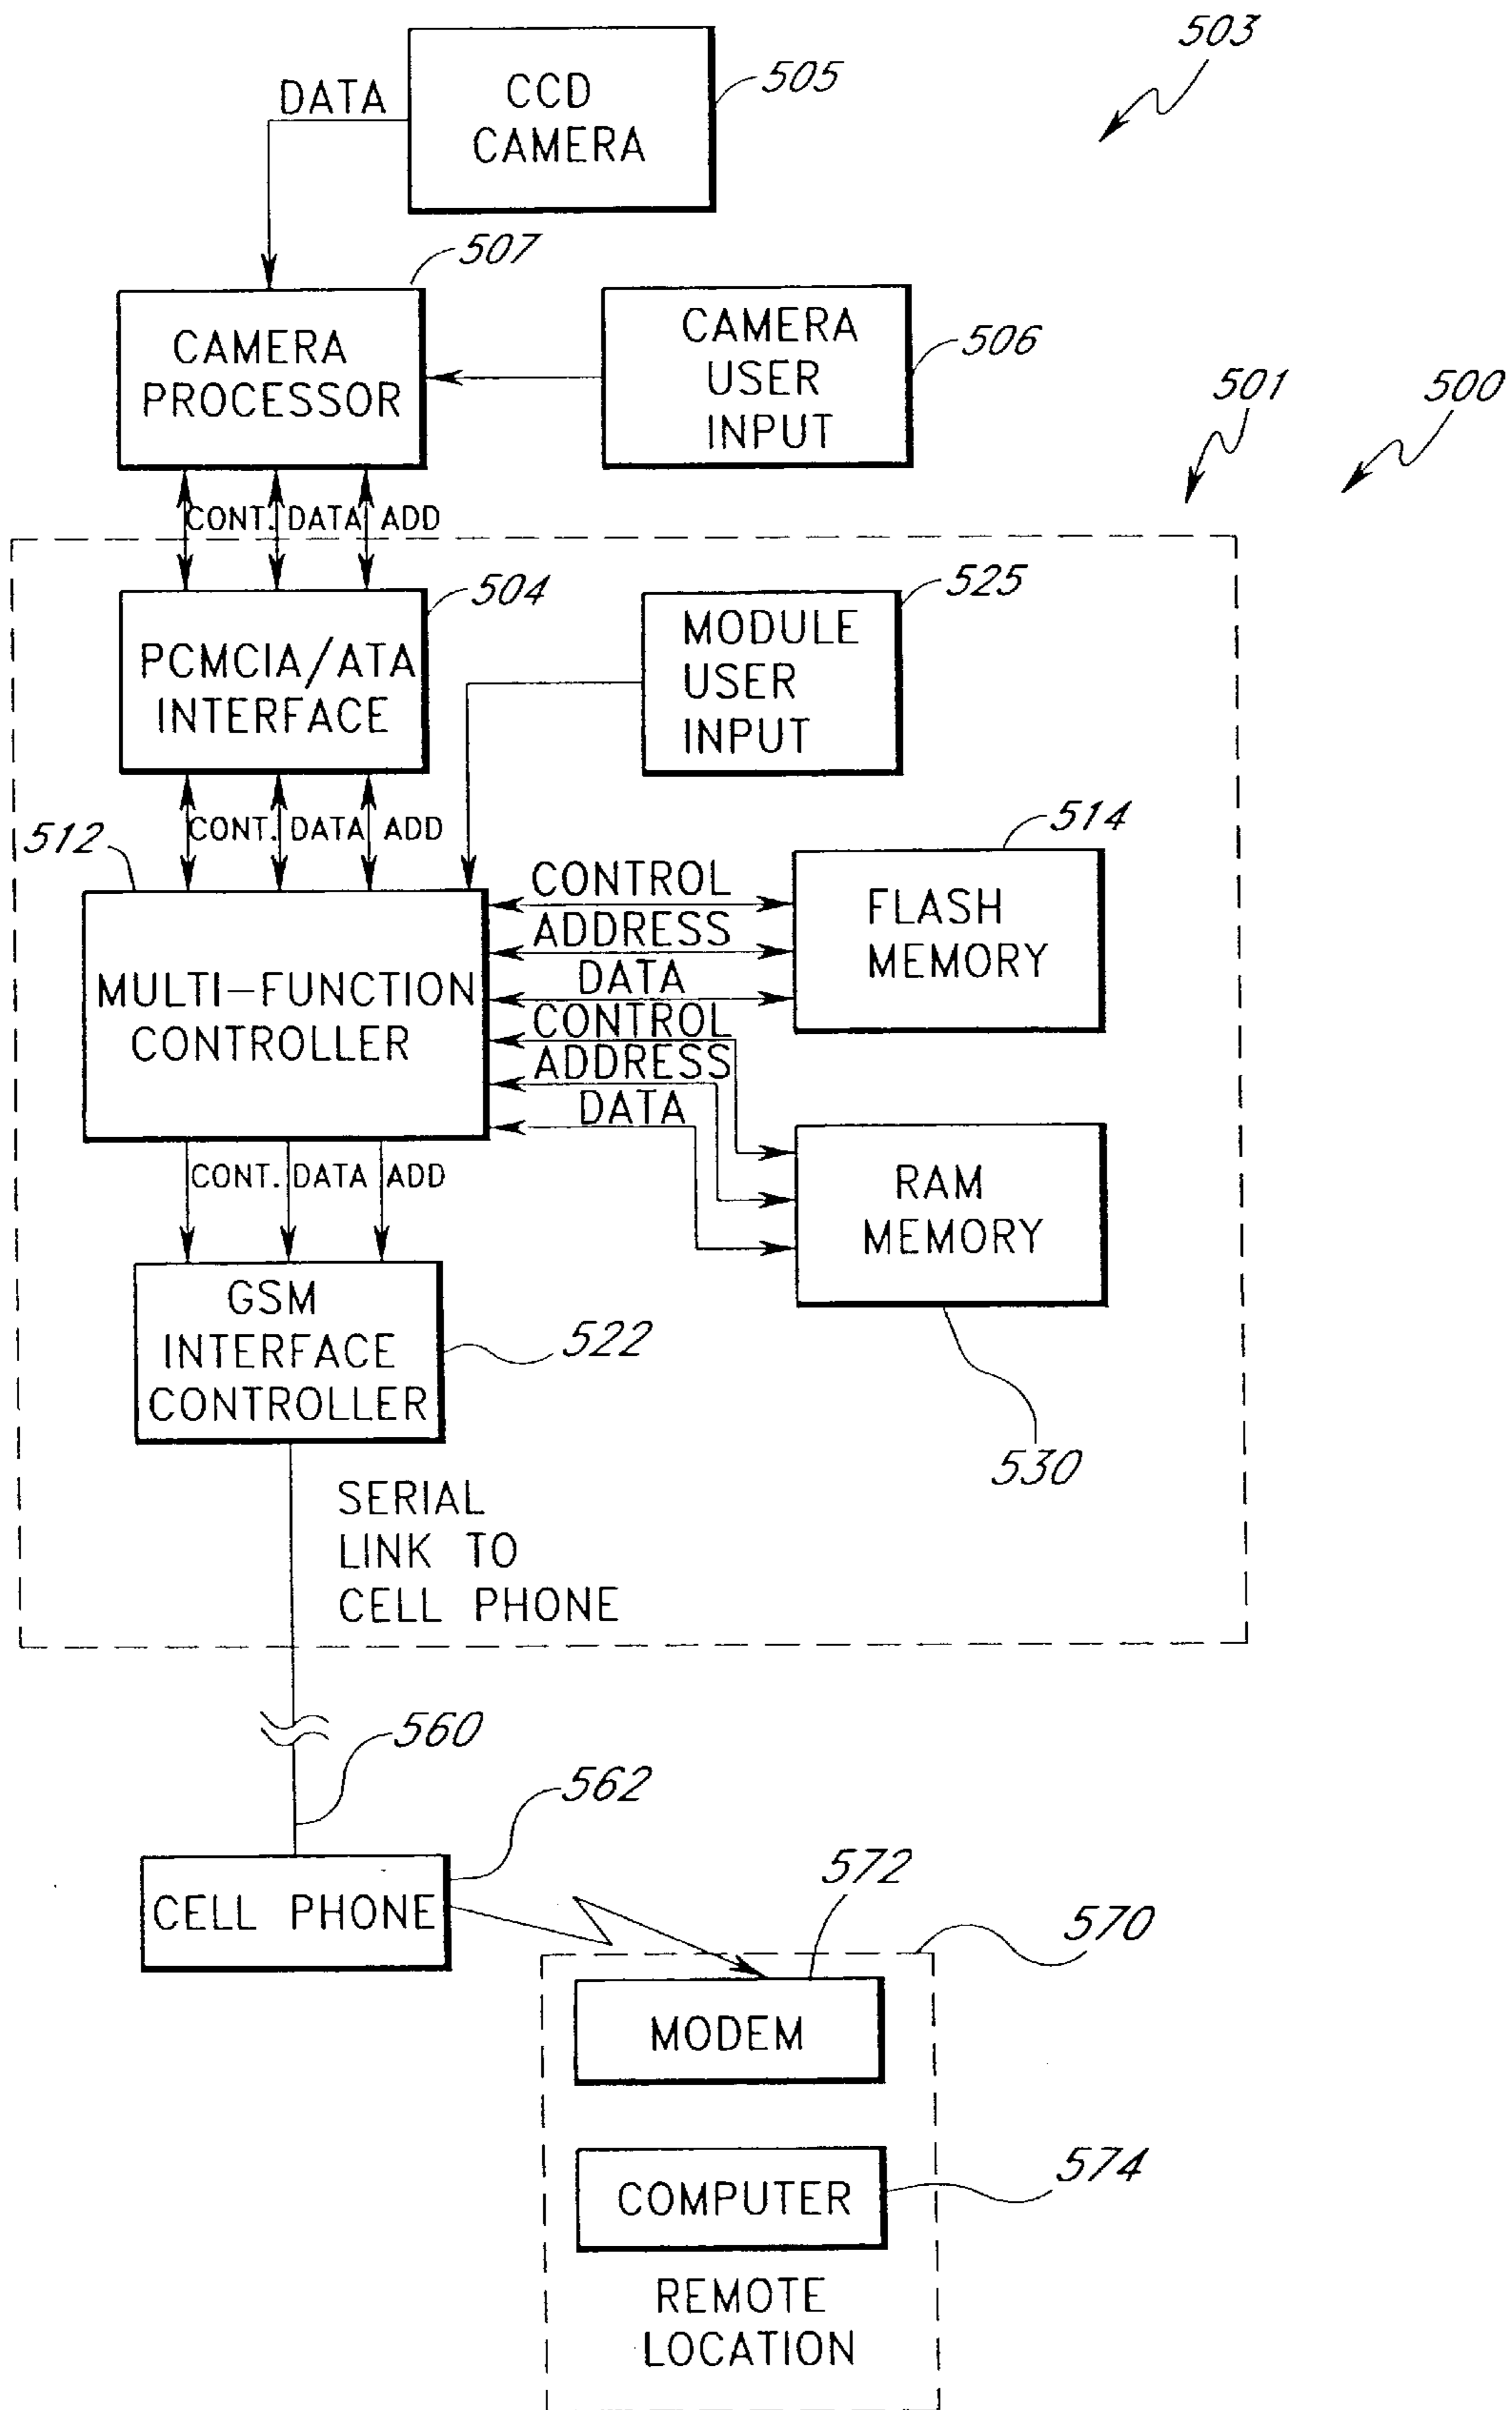 503
CCD
CAMERA
505
DATA
507
CAMERA
PROCESSOR
CAMERA
USER
INPUT
506
501
500
CONT. DATA ADD
504
PCMCIA/ATA
INTERFACE
MODULE
USER
INPUT
525
CONT. DATA ADD
512
514
CONTROL
ADDRESS
DATA
CONTROL
ADDRESS
DATA
FLASH
MEMORY
MULTI-FUNCTION
CONTROLLER
RAM
MEMORY
CONT. DATA ADD
GSM
INTERFACE
CONTROLLER
522
530
SERIAL
LINK TO
CELL PHONE
560
562
CELL PHONE
572
570
MODEM
COMPUTER
574
REMOTE
LOCATION